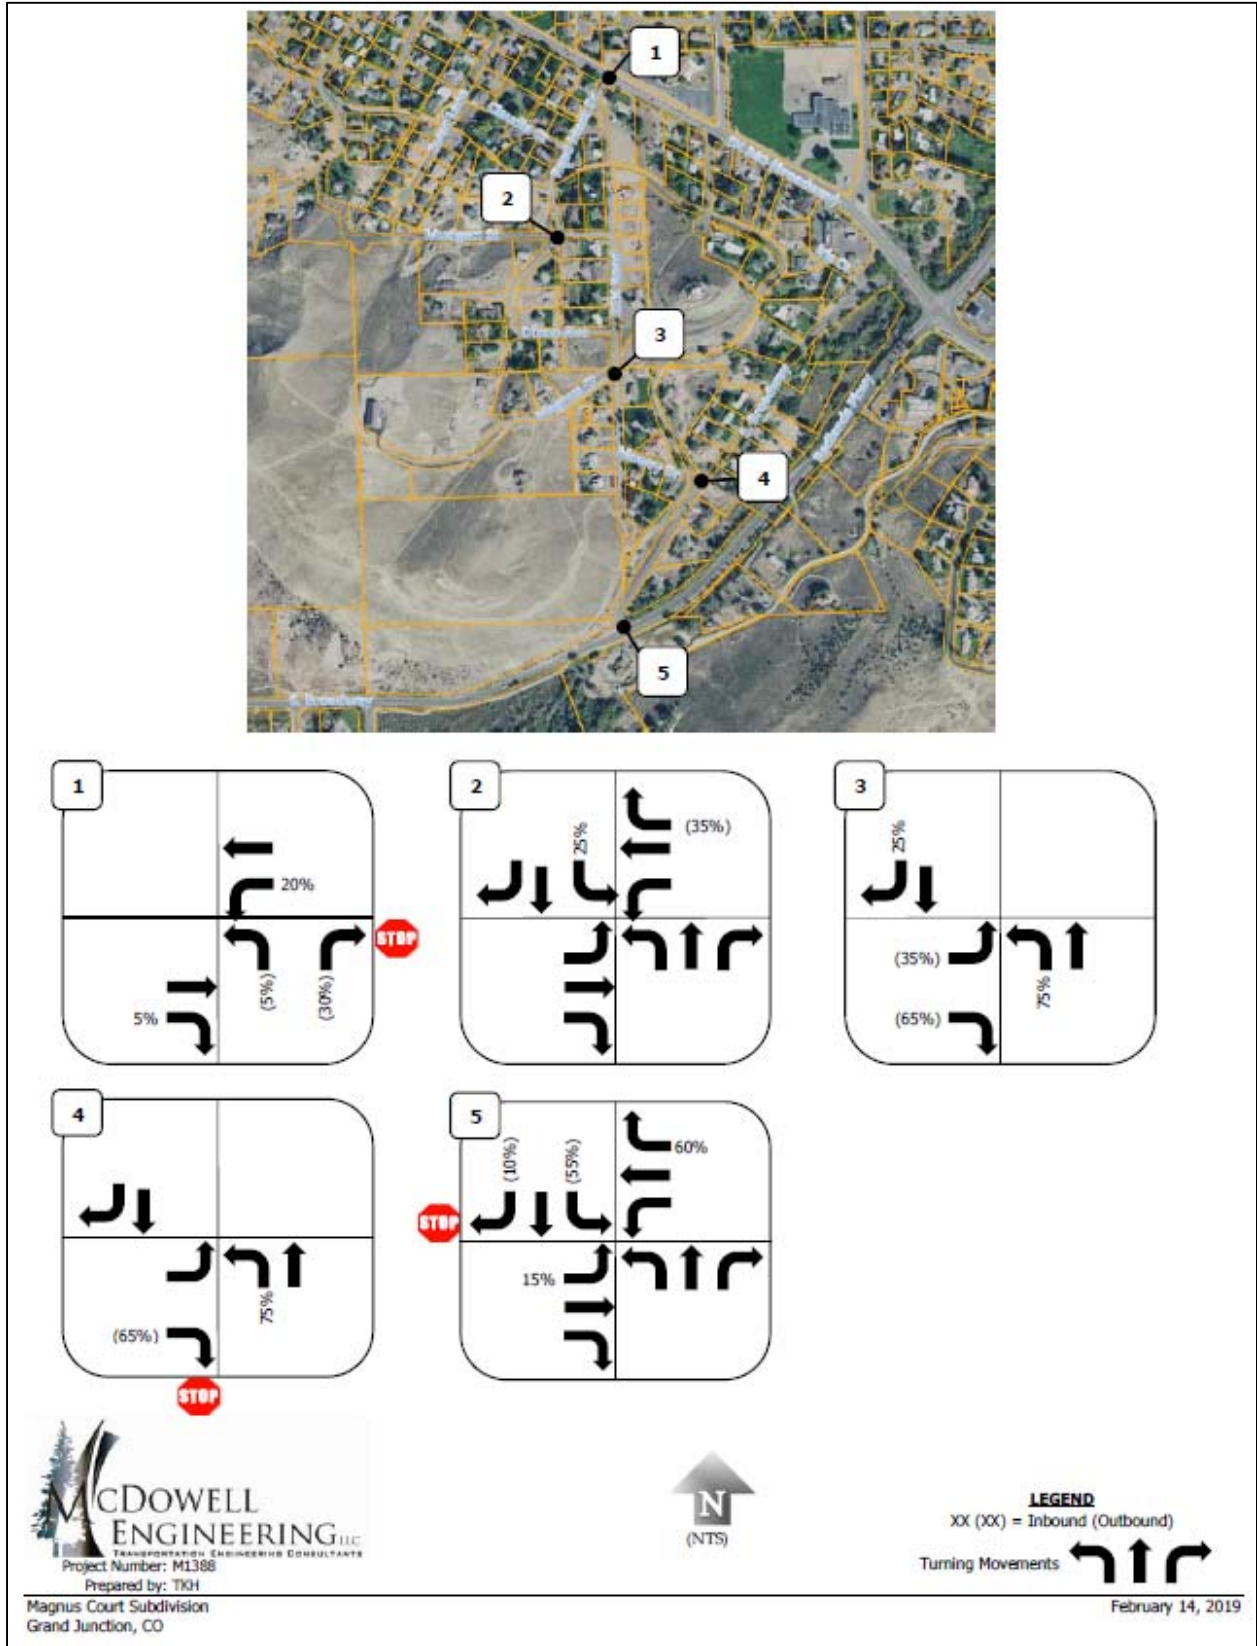 1
2
3
4
5
1
20%
STOP
(5%)
(30%)
5%
2
25%
(35%)
3
25%
(35%)
75%
(65%)
4
75%
(65%)
STOP
5
(10%)
(55%)
60%
STOP
15%
MCDOWELL
ENGINEERING LLC
TRANSPORTATION ENGINEERING CONSULTANTS
Project Number: M1388
Prepared by: TKH
Magnus Court Subdivision
Grand Junction, CO
N
(NTS)
LEGEND
XX (XX) = Inbound (Outbound)
Turning Movements
February 14, 2019